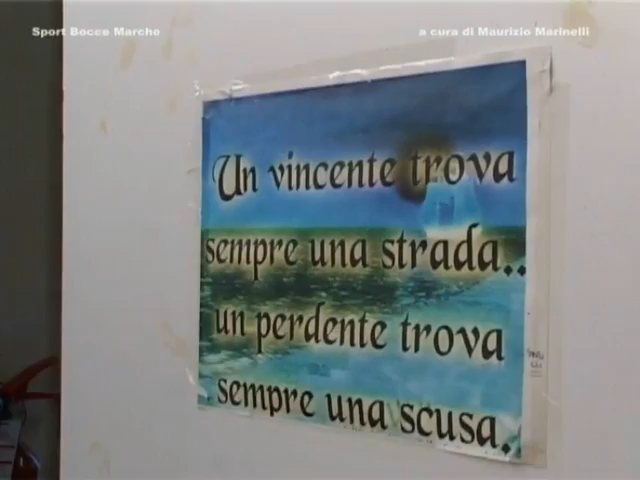 Sport Bocce Marche
a cura di Maurizio Marinelli
Un vincente trova
sempre una strada..
un perdente trova
sempre una scusa.